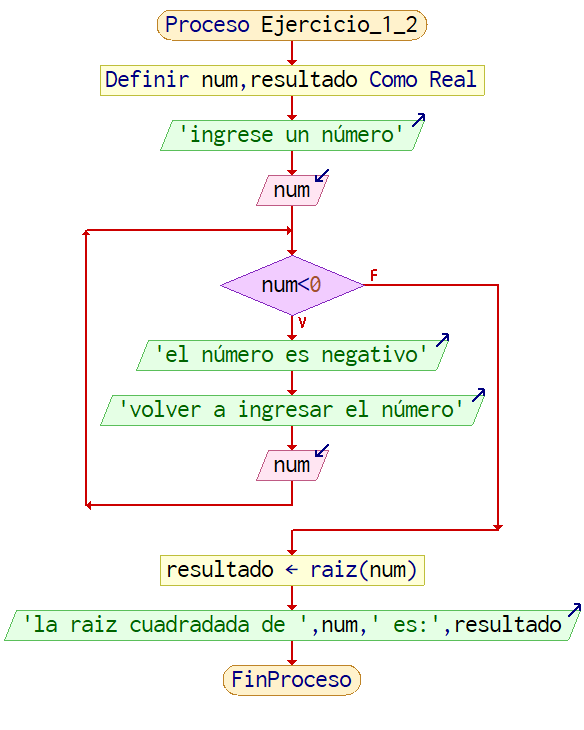 Proceso Ejercicio_1_2
Definir num,resultado Como Real
'ingrese un número'
num
num<0
F
V
'el número es negativo'
'volver a ingresar el número'
num
resultado ← raiz(num)
'la raiz cuadradada de ',num,' es:',resultado
FinProceso